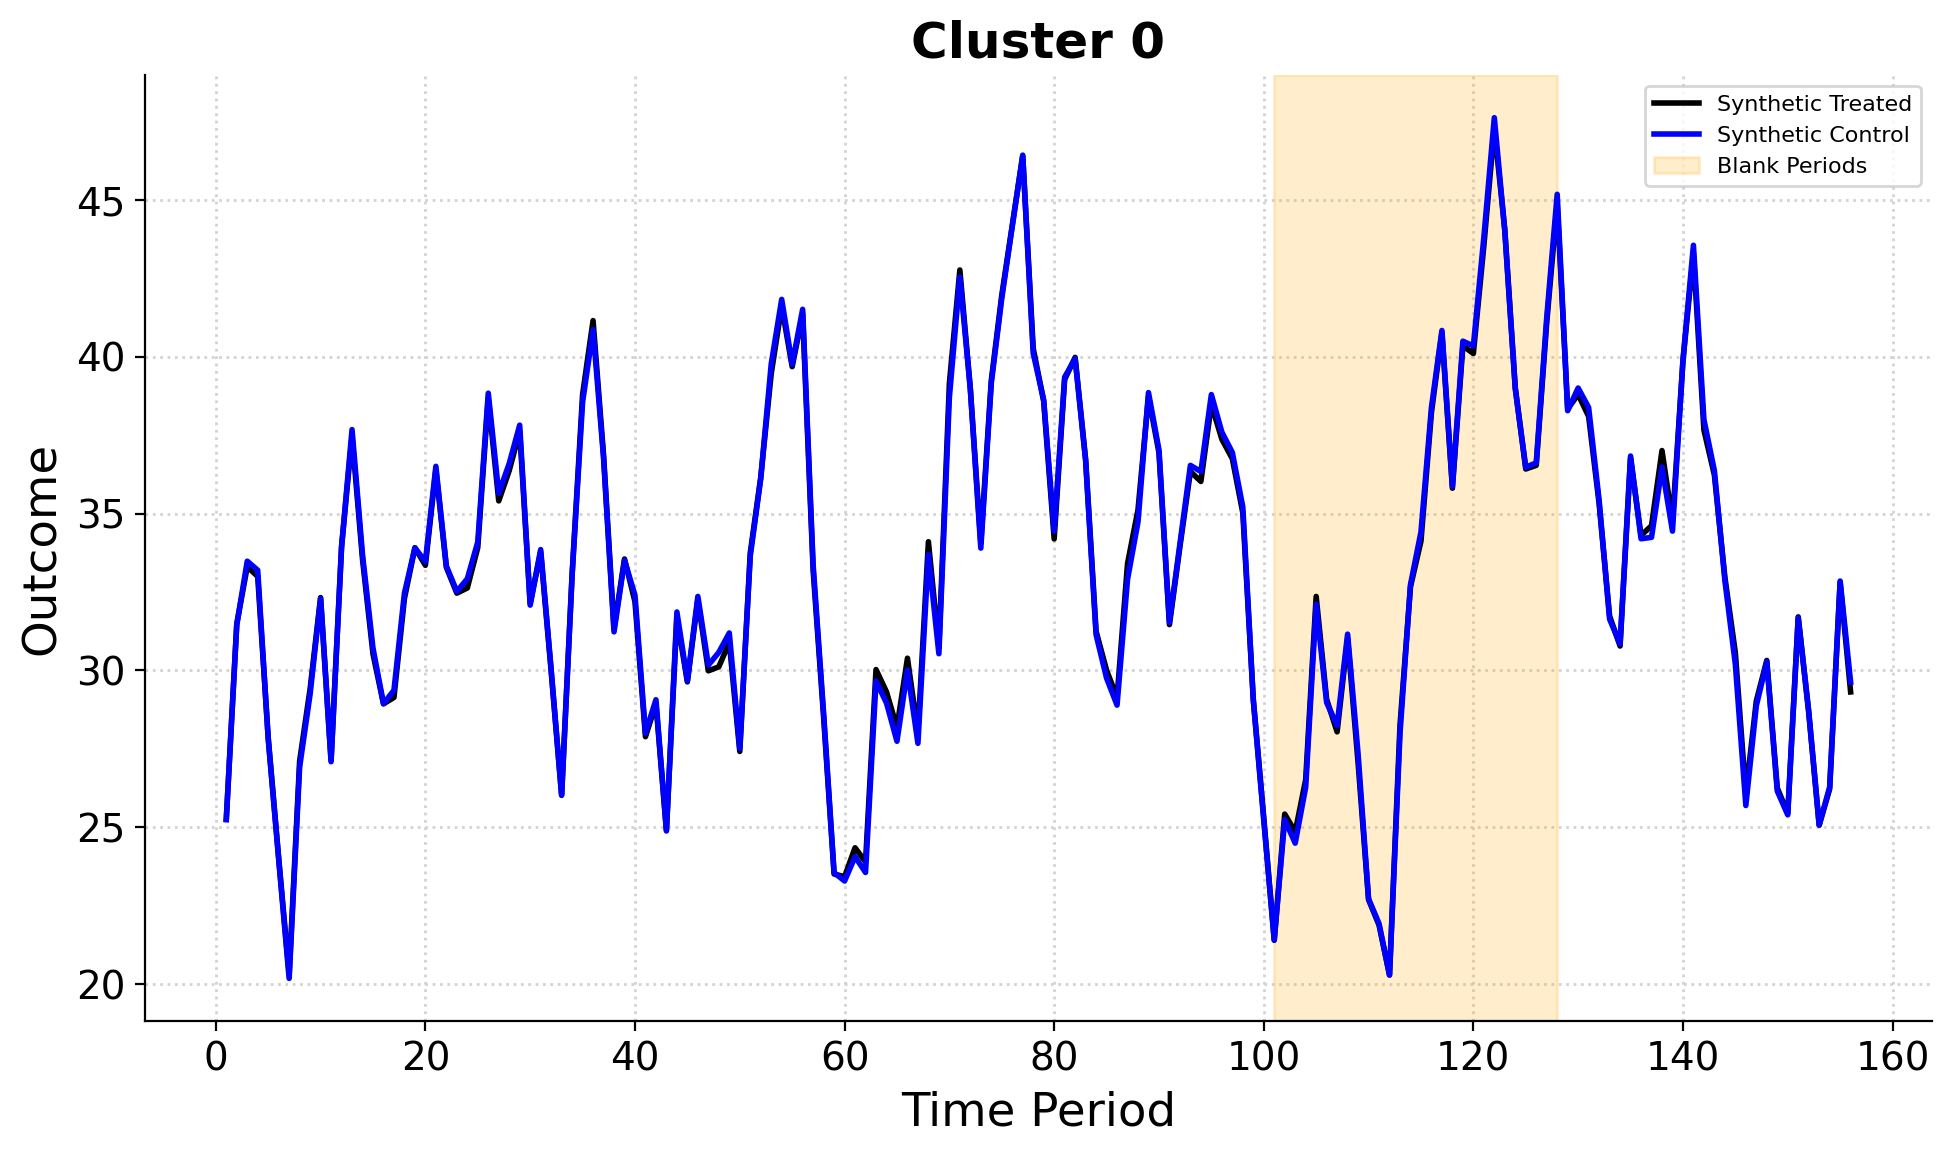 Cluster 0
Synthetic Treated
Synthetic Control
Blank Periods
Outcome
45
40
35
30
25
20
0 20 40 60 80 100 120 140 160
Time Period